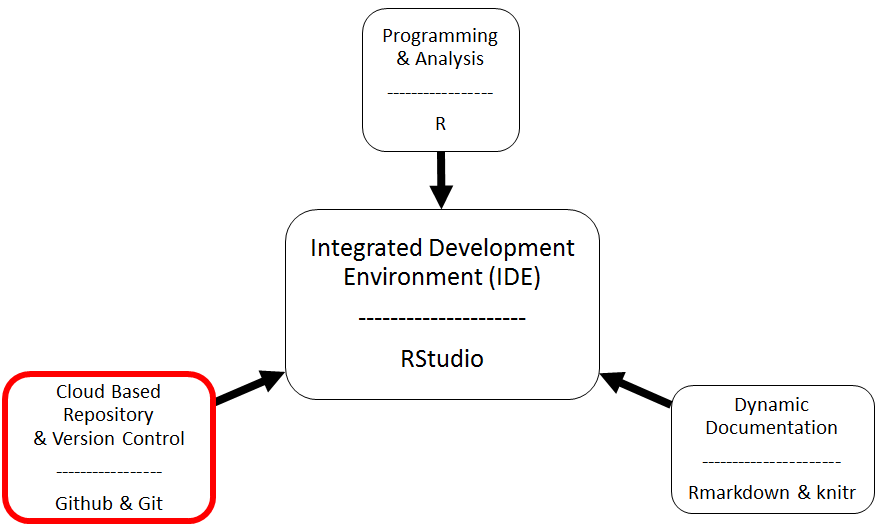 Programming
& Analysis
-----------------
R
Integrated Development
Environment (IDE)
---------------------
RStudio
Cloud Based
Repository
& Version Control
-----------------
Github & Git
Dynamic
Documentation
----------------------
Rmarkdown & knitr